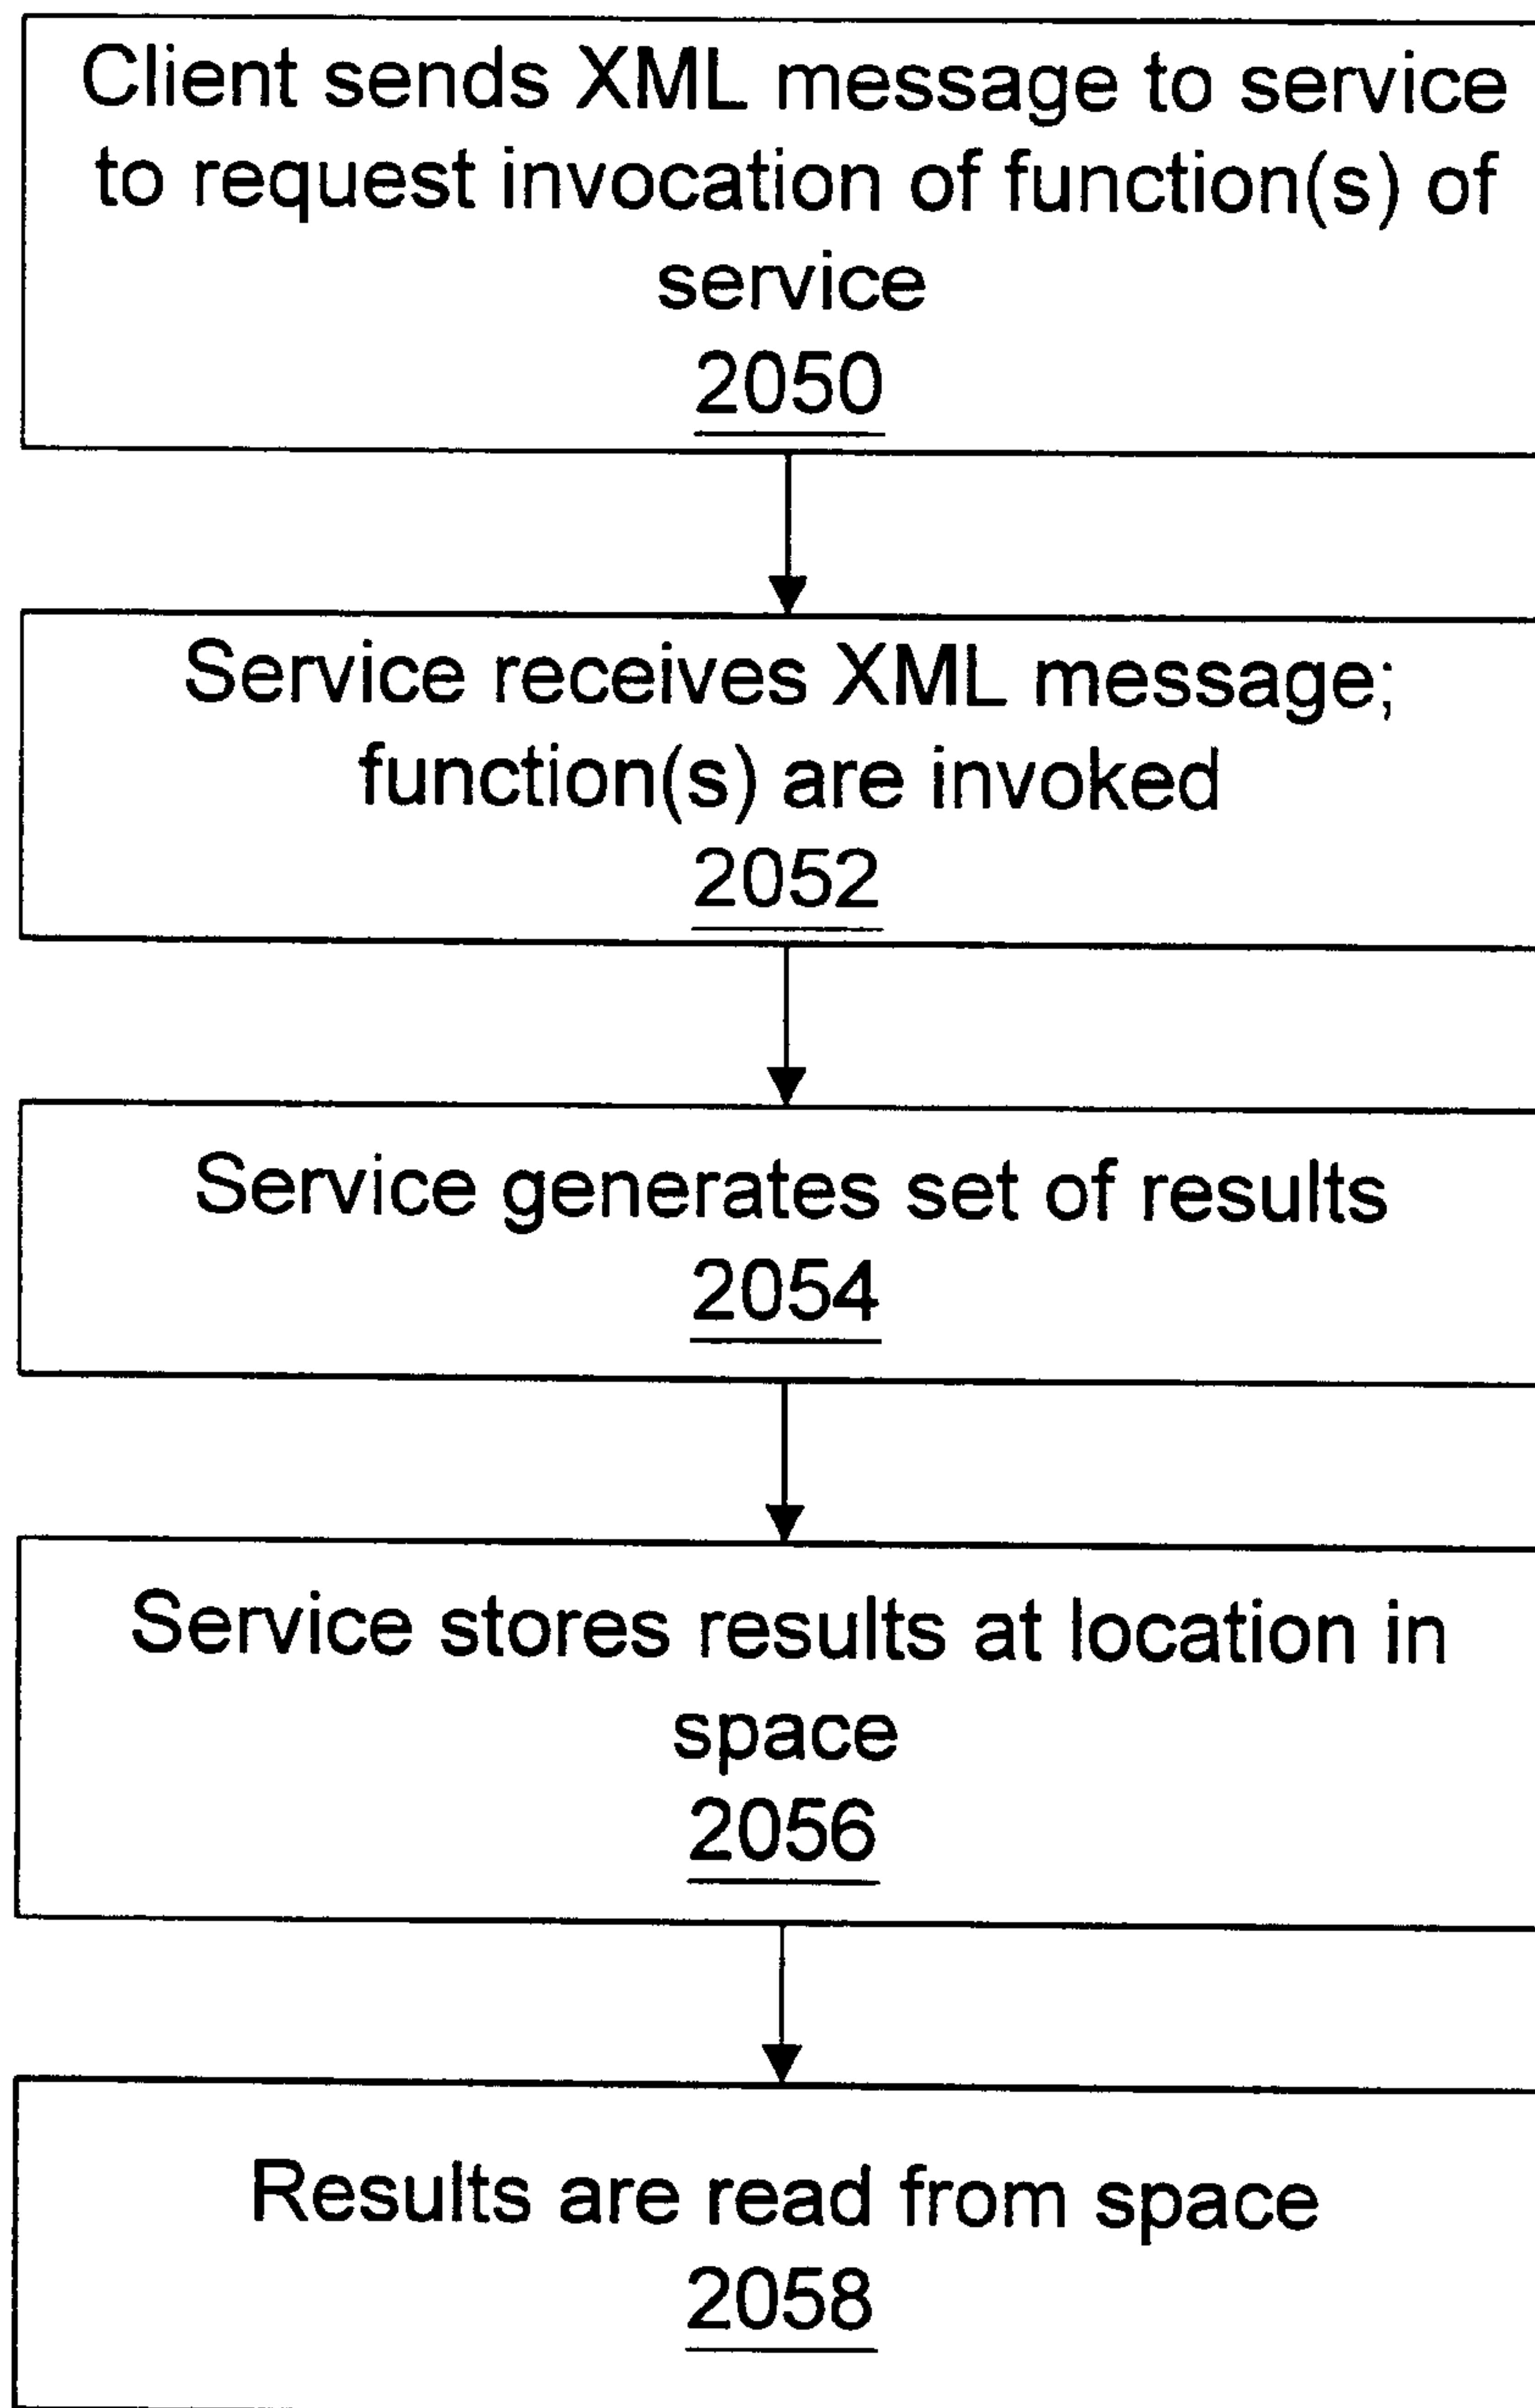 Client sends XML message to service
to request invocation of function(s) of
service
2050
Service receives XML message;
function(s) are invoked
2052
Service generates set of results
2054
Service stores results at location in
space
2056
Results are read from space
2058